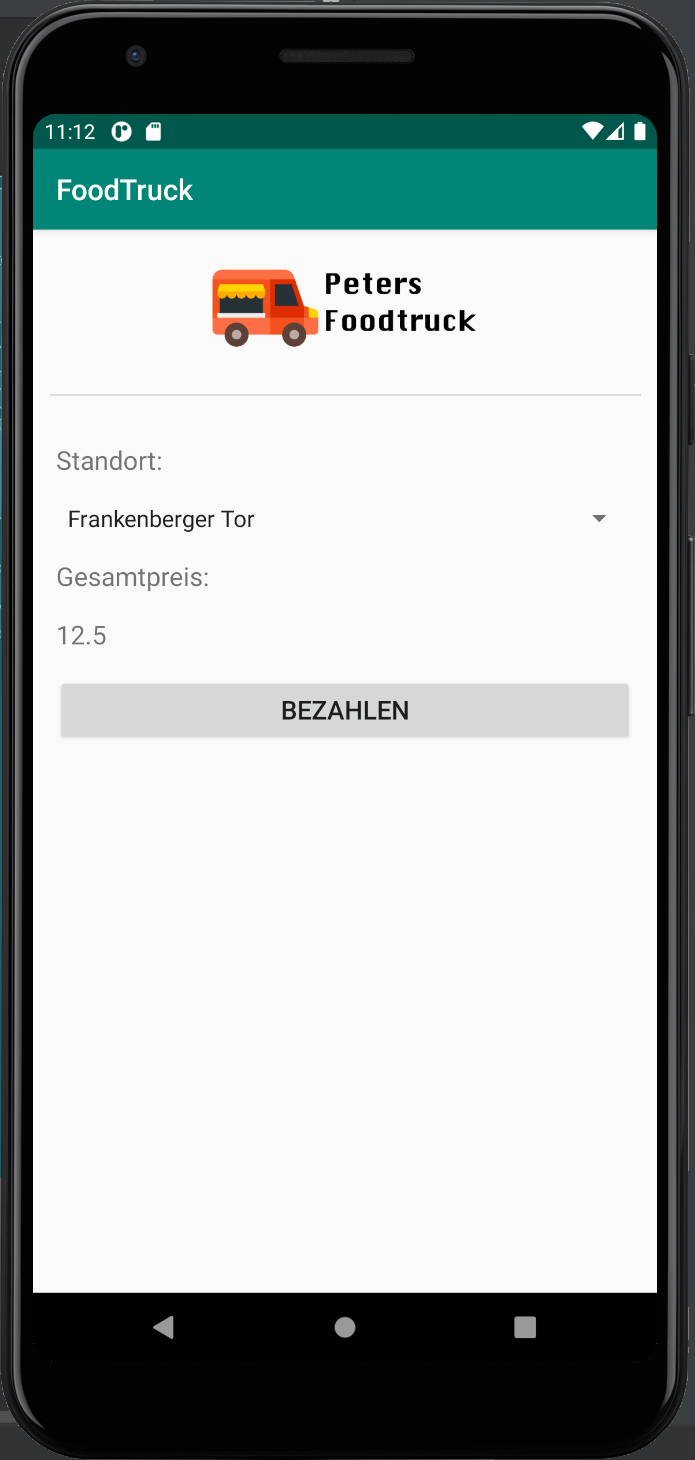 11:12
FoodTruck
Peters
Foodtruck
Standort:
Frankenberger Tor
Gesamtpreis:
12.5
BEZAHLEN